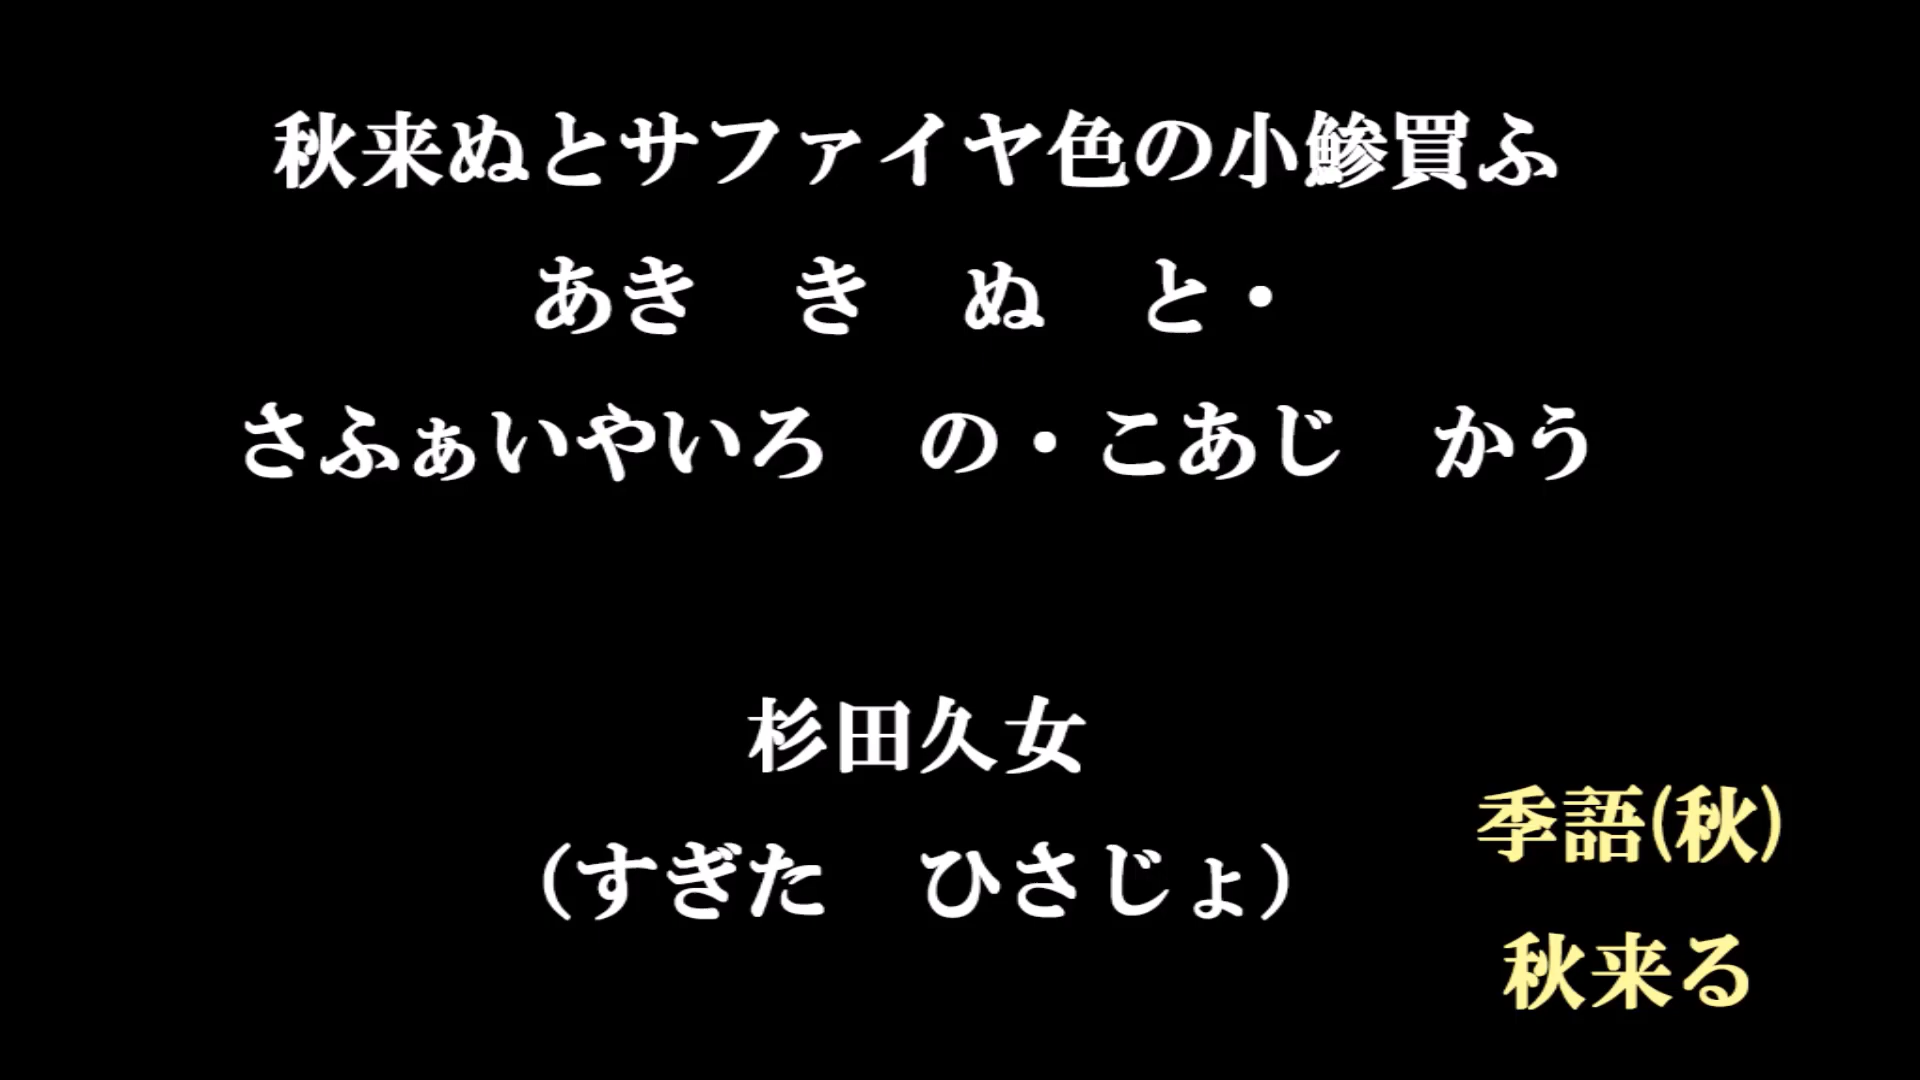 秋来ぬとサファイヤ色の小鯵買ふ
あき　き　ぬ　と・
さふぁいやいろ　の・こあじ　かう
杉田久女
（すぎた　ひさじょ）
季語(秋)
秋来る